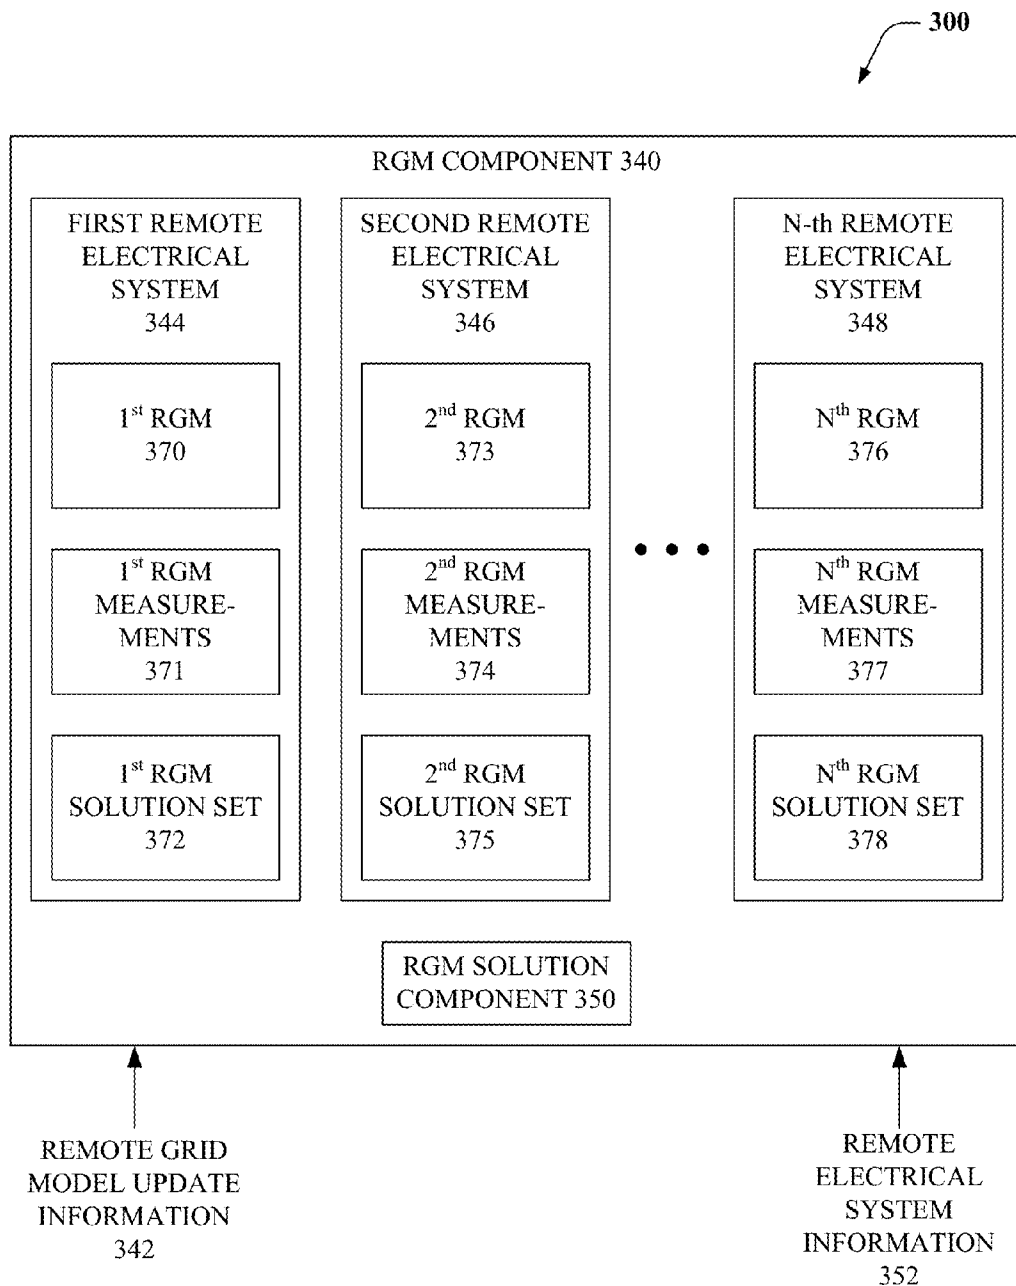 300
RGM COMPONENT 340
FIRST REMOTE
ELECTRICAL
SYSTEM
344
1st RGM
370
1st RGM
MEASURE-
MENTS
371
1st RGM
SOLUTION SET
372
SECOND REMOTE
ELECTRICAL
SYSTEM
346
2nd RGM
373
2nd RGM
MEASURE-
MENTS
374
2nd RGM
SOLUTION SET
375
N-th REMOTE
ELECTRICAL
SYSTEM
348
Nth RGM
376
Nth RGM
MEASURE-
MENTS
377
Nth RGM
SOLUTION SET
378
RGM SOLUTION
COMPONENT 350
REMOTE GRID
MODEL UPDATE
INFORMATION
342
REMOTE
ELECTRICAL
SYSTEM
INFORMATION
352